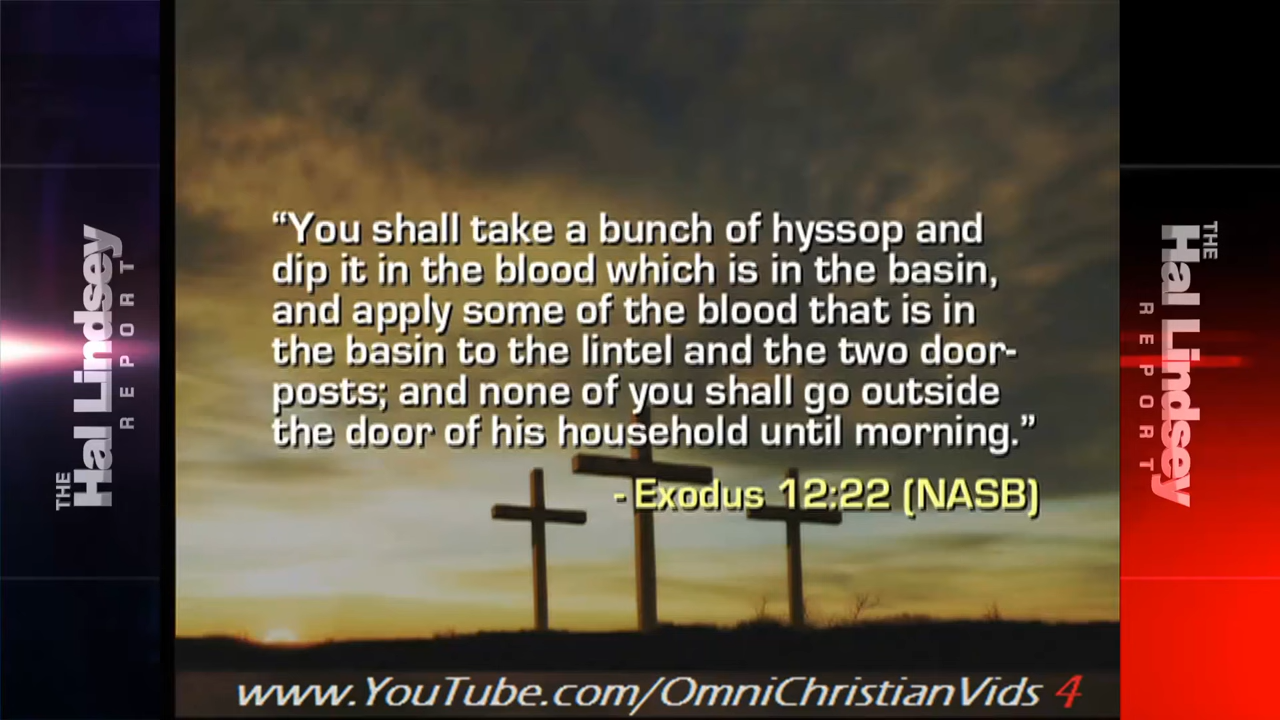 THE
Hal Lindsey
REPORT
“You shall take a bunch of hyssop and
dip it in the blood which is in the basin,
and apply some of the blood that is in
the basin to the lintel and the two door-
posts; and none of you shall go outside
the door of his household until morning.”
- Exodus 12:22 (NASB)
www.YouTube.com/OmniChristianVids 4
THE
Hal Lindsey
REPORT